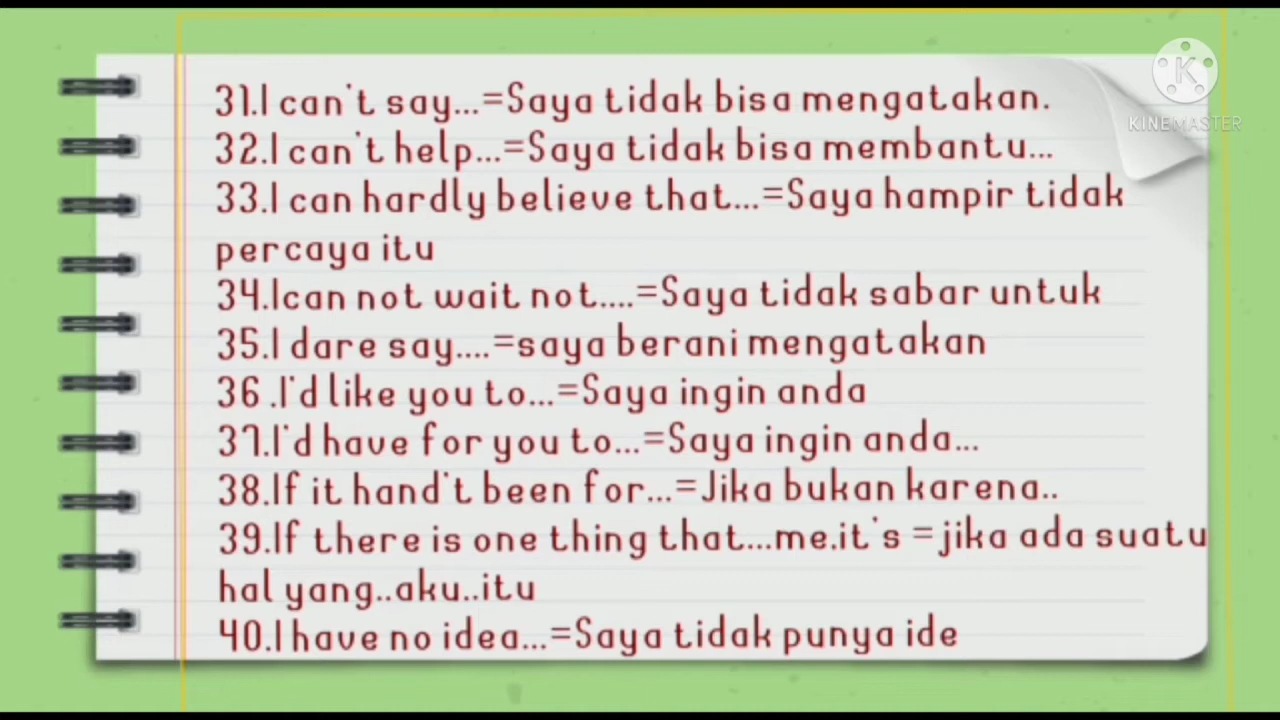 31.I can't say...=Saya tidak bisa mengatakan.
32.I can't help...=Saya tidak bisa membantu...
33.I can hardly believe that...=Saya hampir tidak
percaya itu
34.Ican not wait not....=Saya tidak sabar untuk
35.I dare say....=saya berani mengatakan
36 .I'd like you to...=Saya ingin anda
37.I'd have for you to...=Saya ingin anda...
38.If it hand't been for...=Jika bukan karena..
39.If there is one thing that...me.it's =jika ada suatu
hal yang..aku..itu
40.I have no idea...=Saya tidak punya ide
K
KINEMASTER